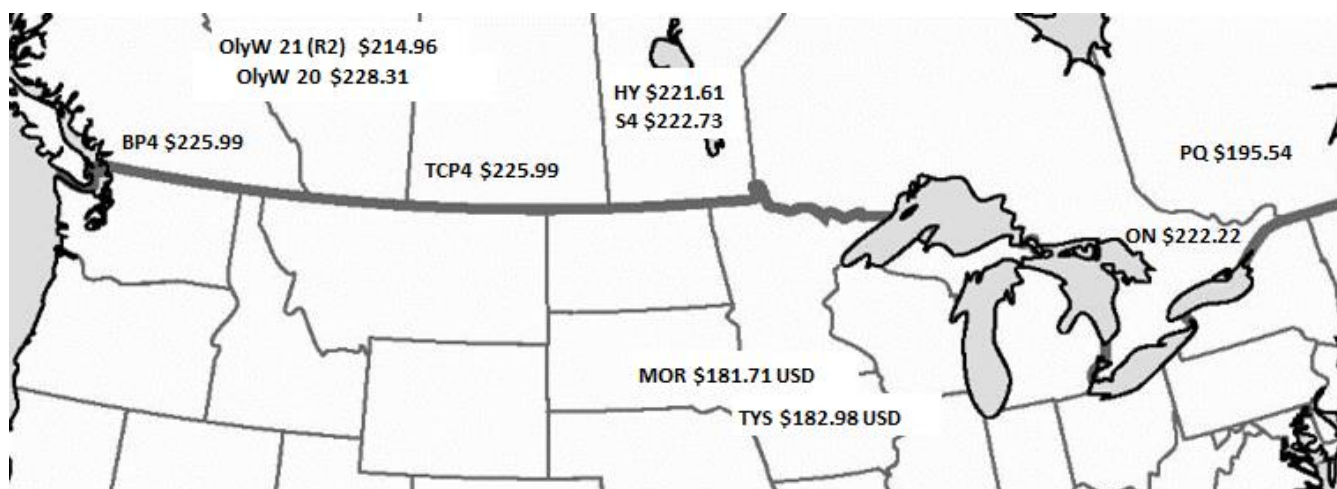 OlyW 21 (R2) $214.96
OlyW 20 $228.31
HY $221.61
S4 $222.73
BP4 $225.99
TCP4 $225.99
PQ $195.54
ON $222.22
MOR $181.71 USD
TYS $182.98 USD